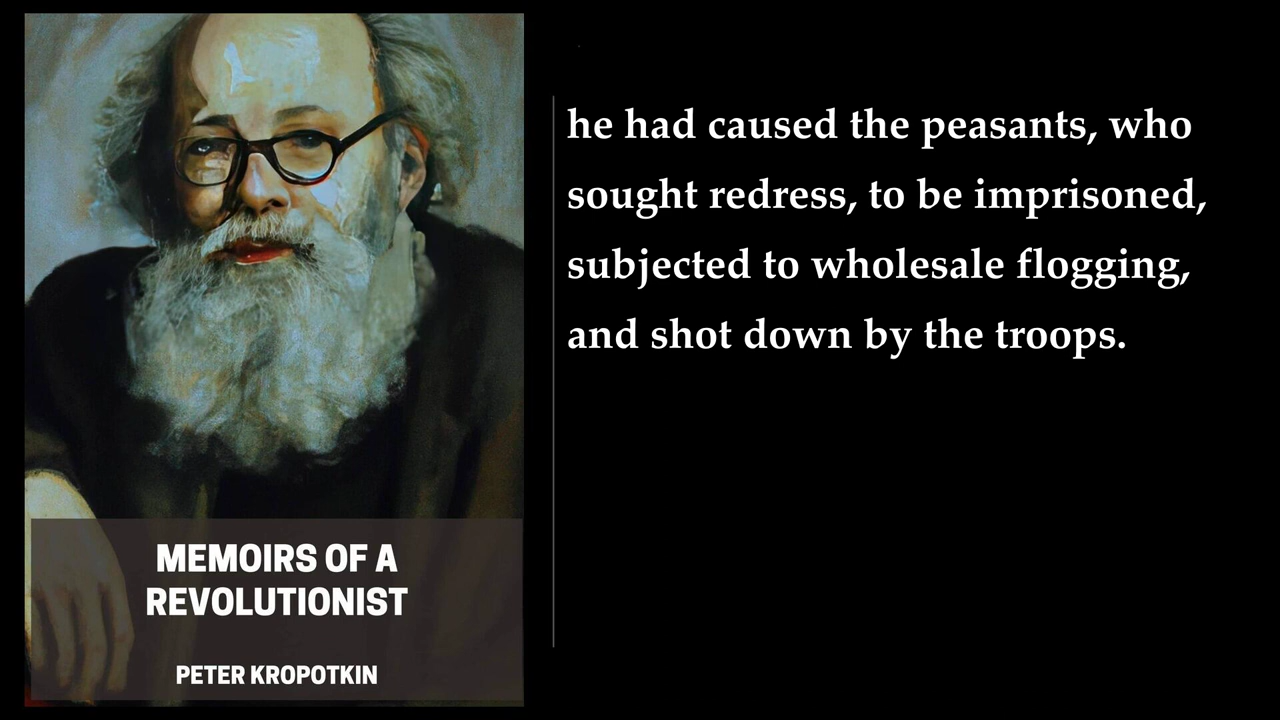 he had caused the peasants, who
sought redress, to be imprisoned,
subjected to wholesale flogging,
and shot down by the troops.
MEMOIRS OF A
REVOLUTIONIST
PETER KROPOTKIN